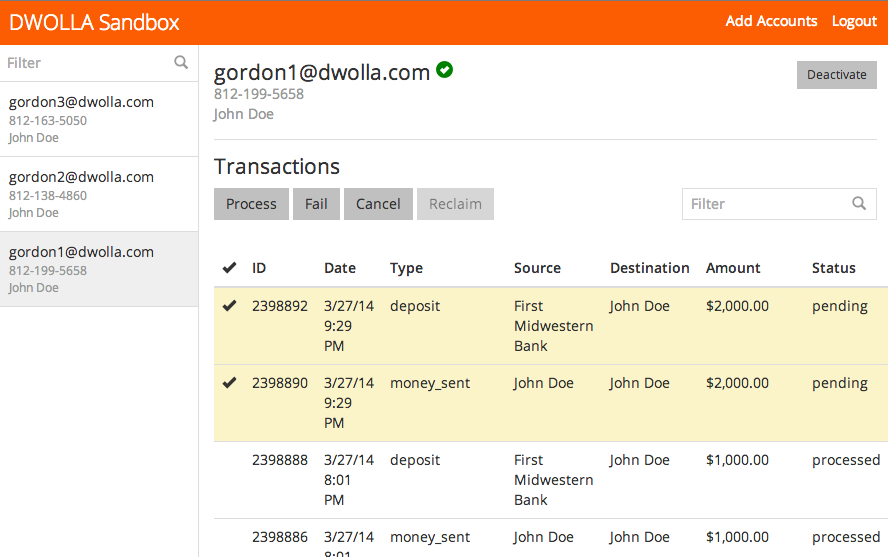 DWOLLA Sandbox
Add Accounts Logout
Filter
gordon3@dwolla.com
812-163-5050
John Doe
gordon2@dwolla.com
812-138-4860
John Doe
gordon1@dwolla.com
812-199-5658
John Doe
gordon1@dwolla.com
812-199-5658
John Doe
Deactivate
Transactions
Process Fail Cancel Reclaim Filter
ID Date Type Source Destination Amount Status
2398892 3/27/14 deposit First John Doe $2,000.00 pending
9:29 Midwestern
PM Bank
2398890 3/27/14 money_sent John Doe John Doe $2,000.00 pending
9:29
PM
2398888 3/27/14 deposit First John Doe $1,000.00 processed
8:01 Midwestern
PM Bank
2398886 3/27/14 money_sent John Doe John Doe $1,000.00 processed
8:01